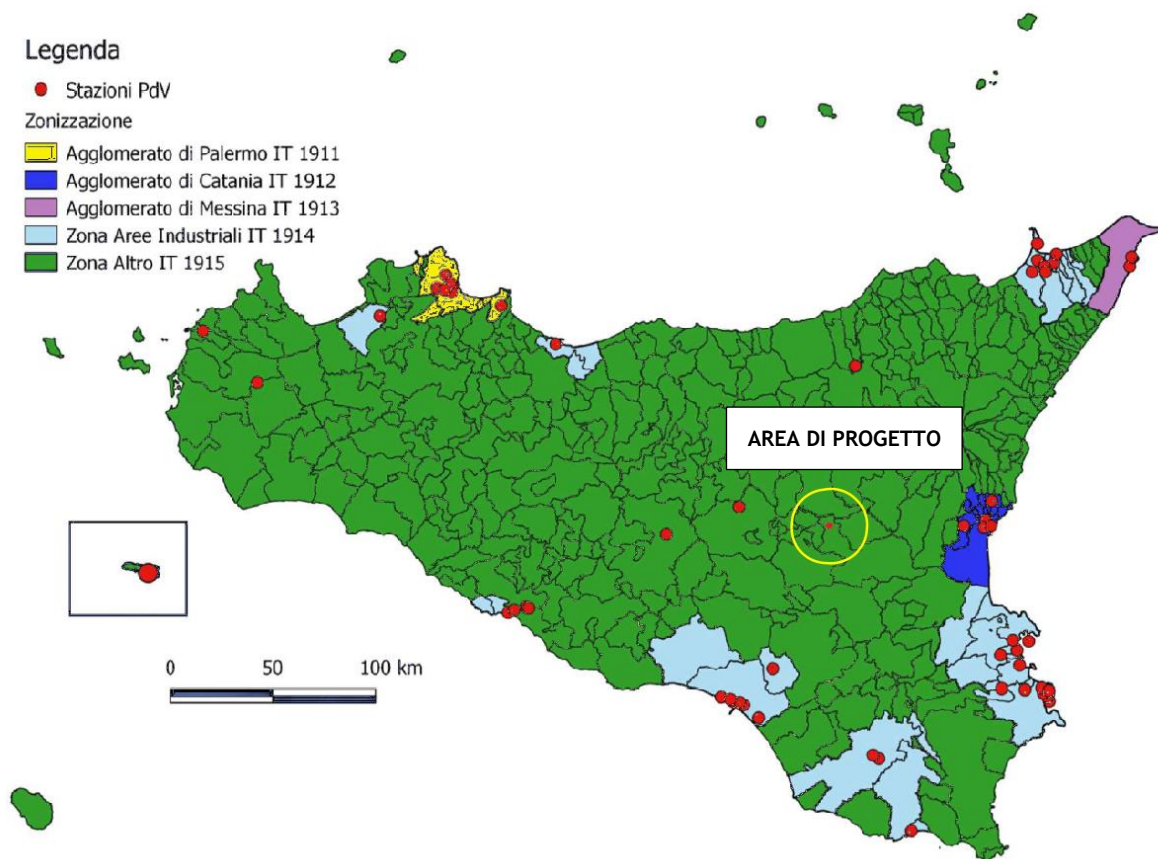 Legenda
Stazioni PdV
Zonizzazione
Agglomerato di Palermo IT 1911
Agglomerato di Catania IT 1912
Agglomerato di Messina IT 1913
Zona Aree Industriali IT 1914
Zona Altro IT 1915
AREA DI PROGETTO
0 50 100 km